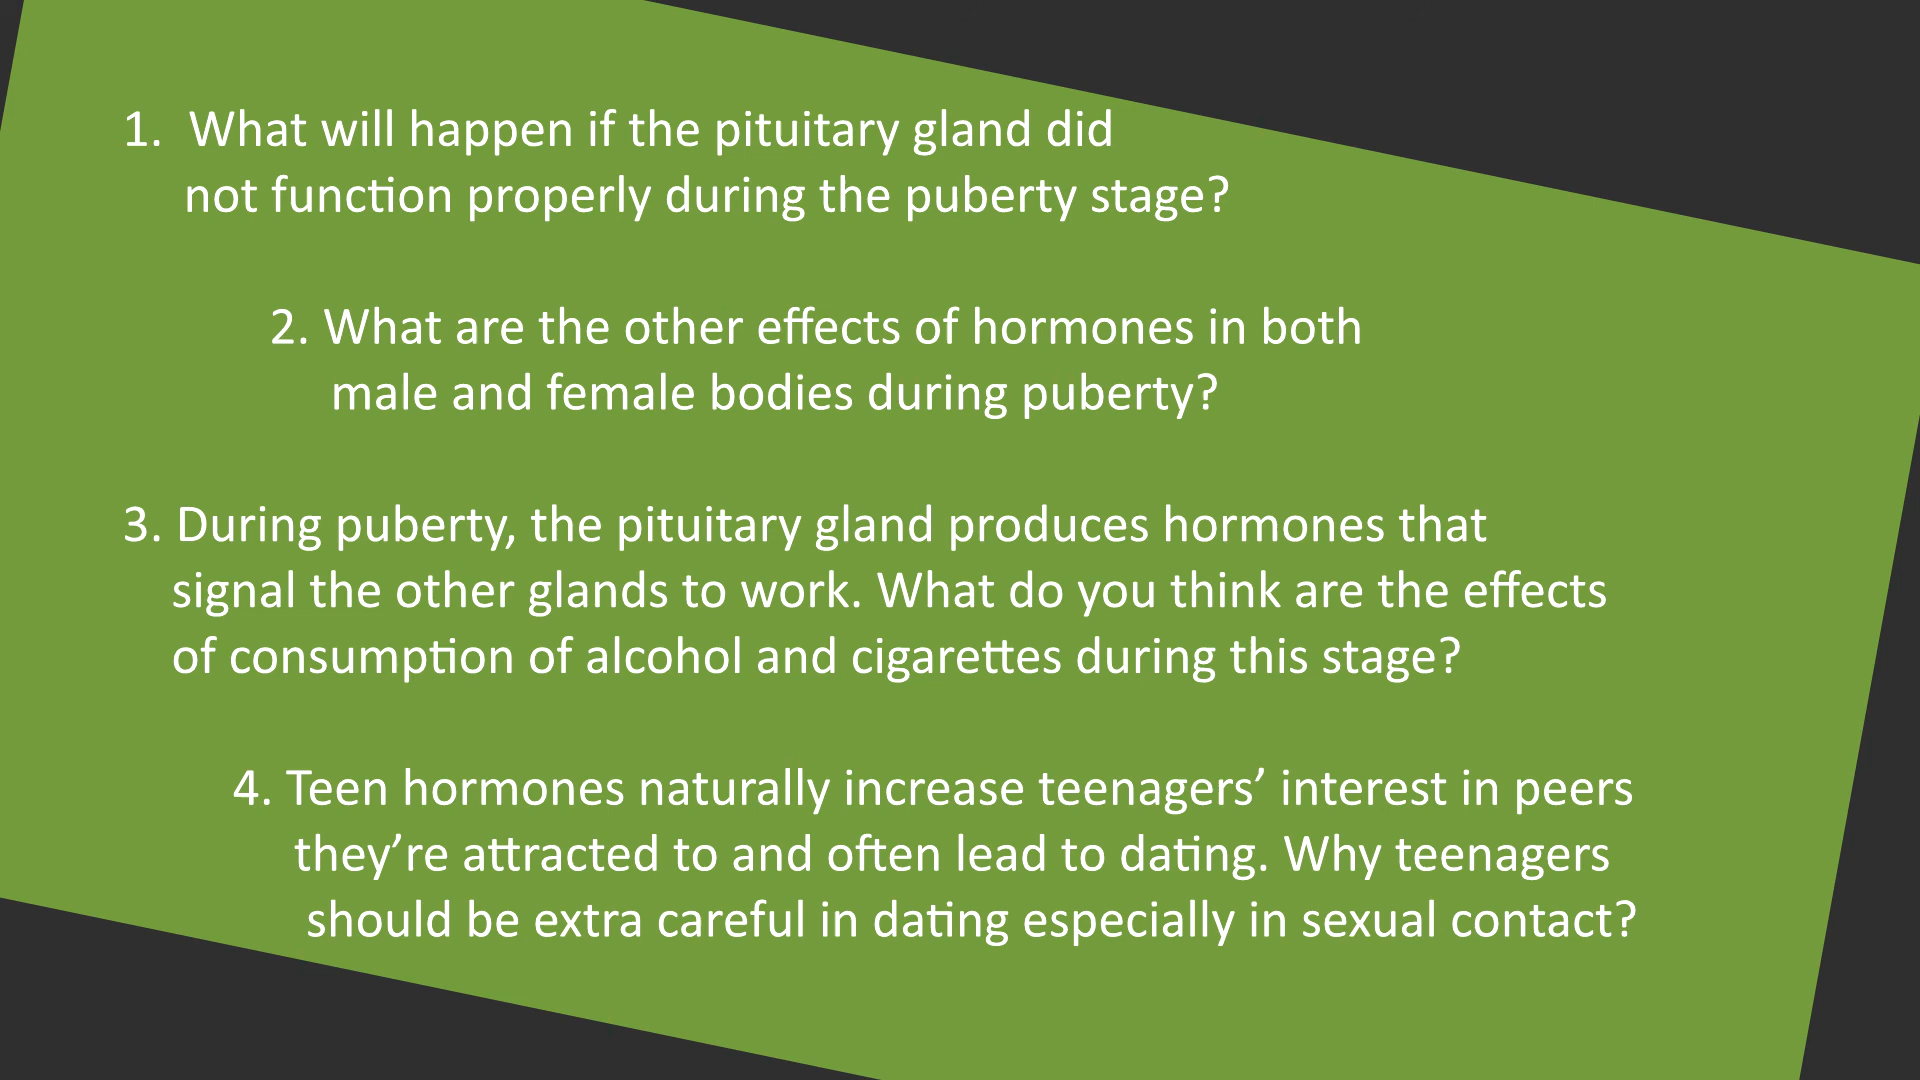 1. What will happen if the pituitary gland did
not function properly during the puberty stage?
2. What are the other effects of hormones in both
male and female bodies during puberty?
3. During puberty, the pituitary gland produces hormones that
signal the other glands to work. What do you think are the effects
of consumption of alcohol and cigarettes during this stage?
4. Teen hormones naturally increase teenagers’ interest in peers
they’re attracted to and often lead to dating. Why teenagers
should be extra careful in dating especially in sexual contact?